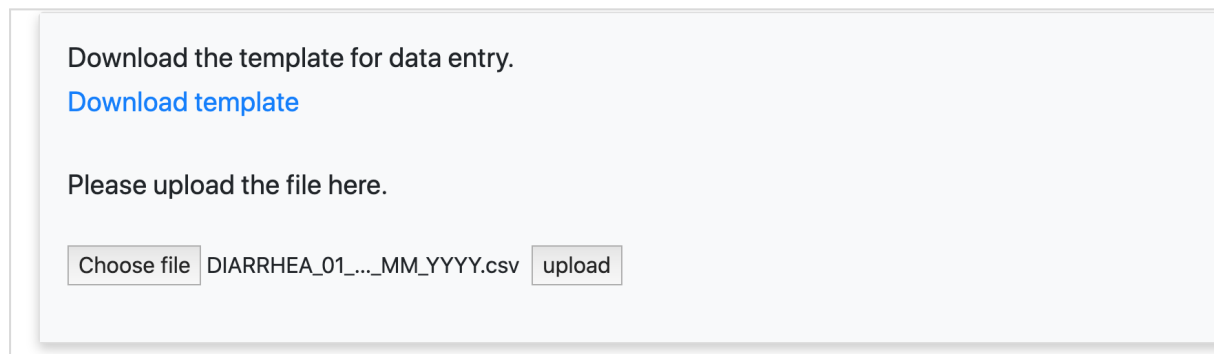 Download the template for data entry.
Download template
Please upload the file here.
Choose file DIARRHEA_01_..._MM_YYYY.csv upload